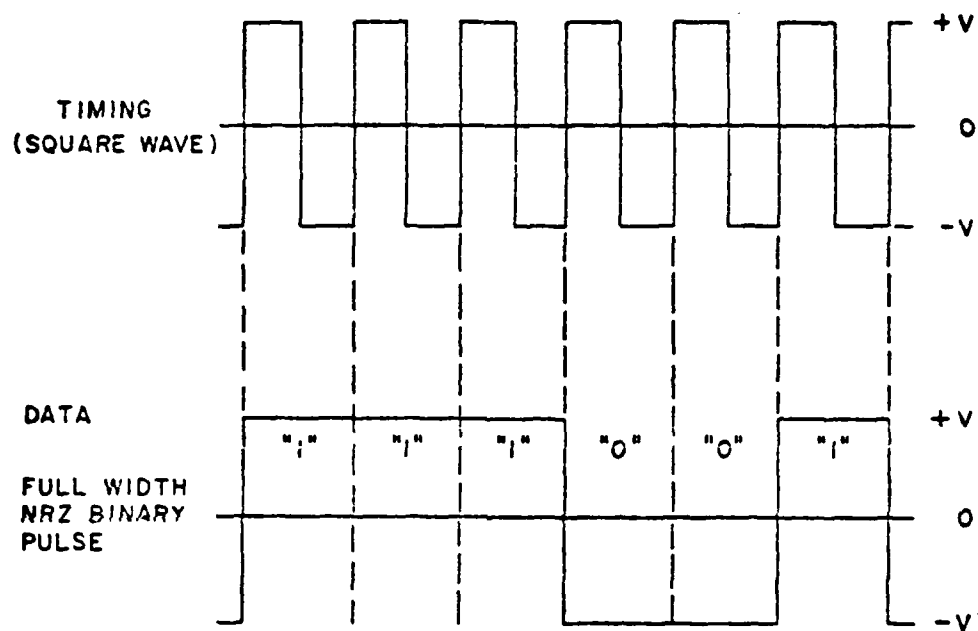 +V
TIMING
(SQUARE WAVE)
0
-V
DATA
+V
"1" "1" "1" "0" "0" "1"
FULL WIDTH
NRZ BINARY
PULSE
0
-V